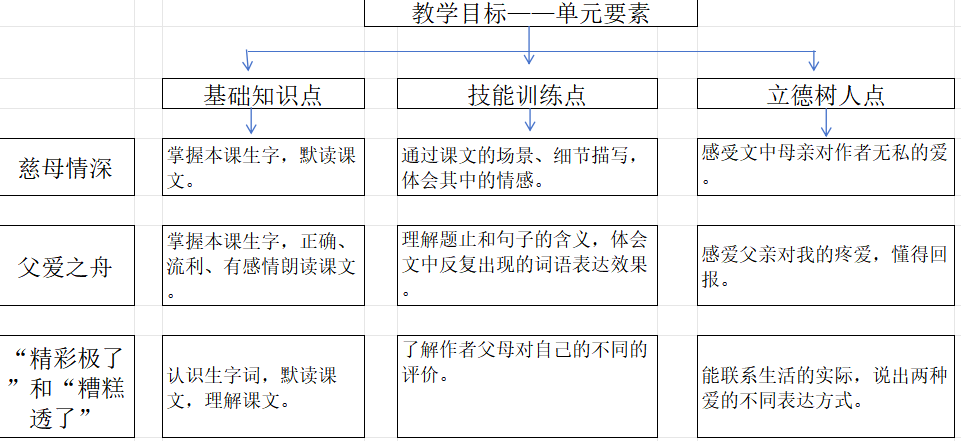 教学目标——单元要素
基础知识点
技能训练点
立德树人点
慈母情深
掌握本课生字，默读课
文。
通过课文的场景、细节描写，
体会其中的情感。
感受文中母亲对作者无私的爱
。
父爱之舟
掌握本课生字，正确、
流利、有感情朗读课文
。
理解题止和句子的含义，体会
文中反复出现的词语表达效果
。
感爱父亲对我的疼爱，懂得回
报。
“精彩极了
”和“糟糕
透了”
认识生字词，默读课
文，理解课文。
了解作者父母对自己的不同的
评价。
能联系生活的实际，说出两种
爱的不同表达方式。